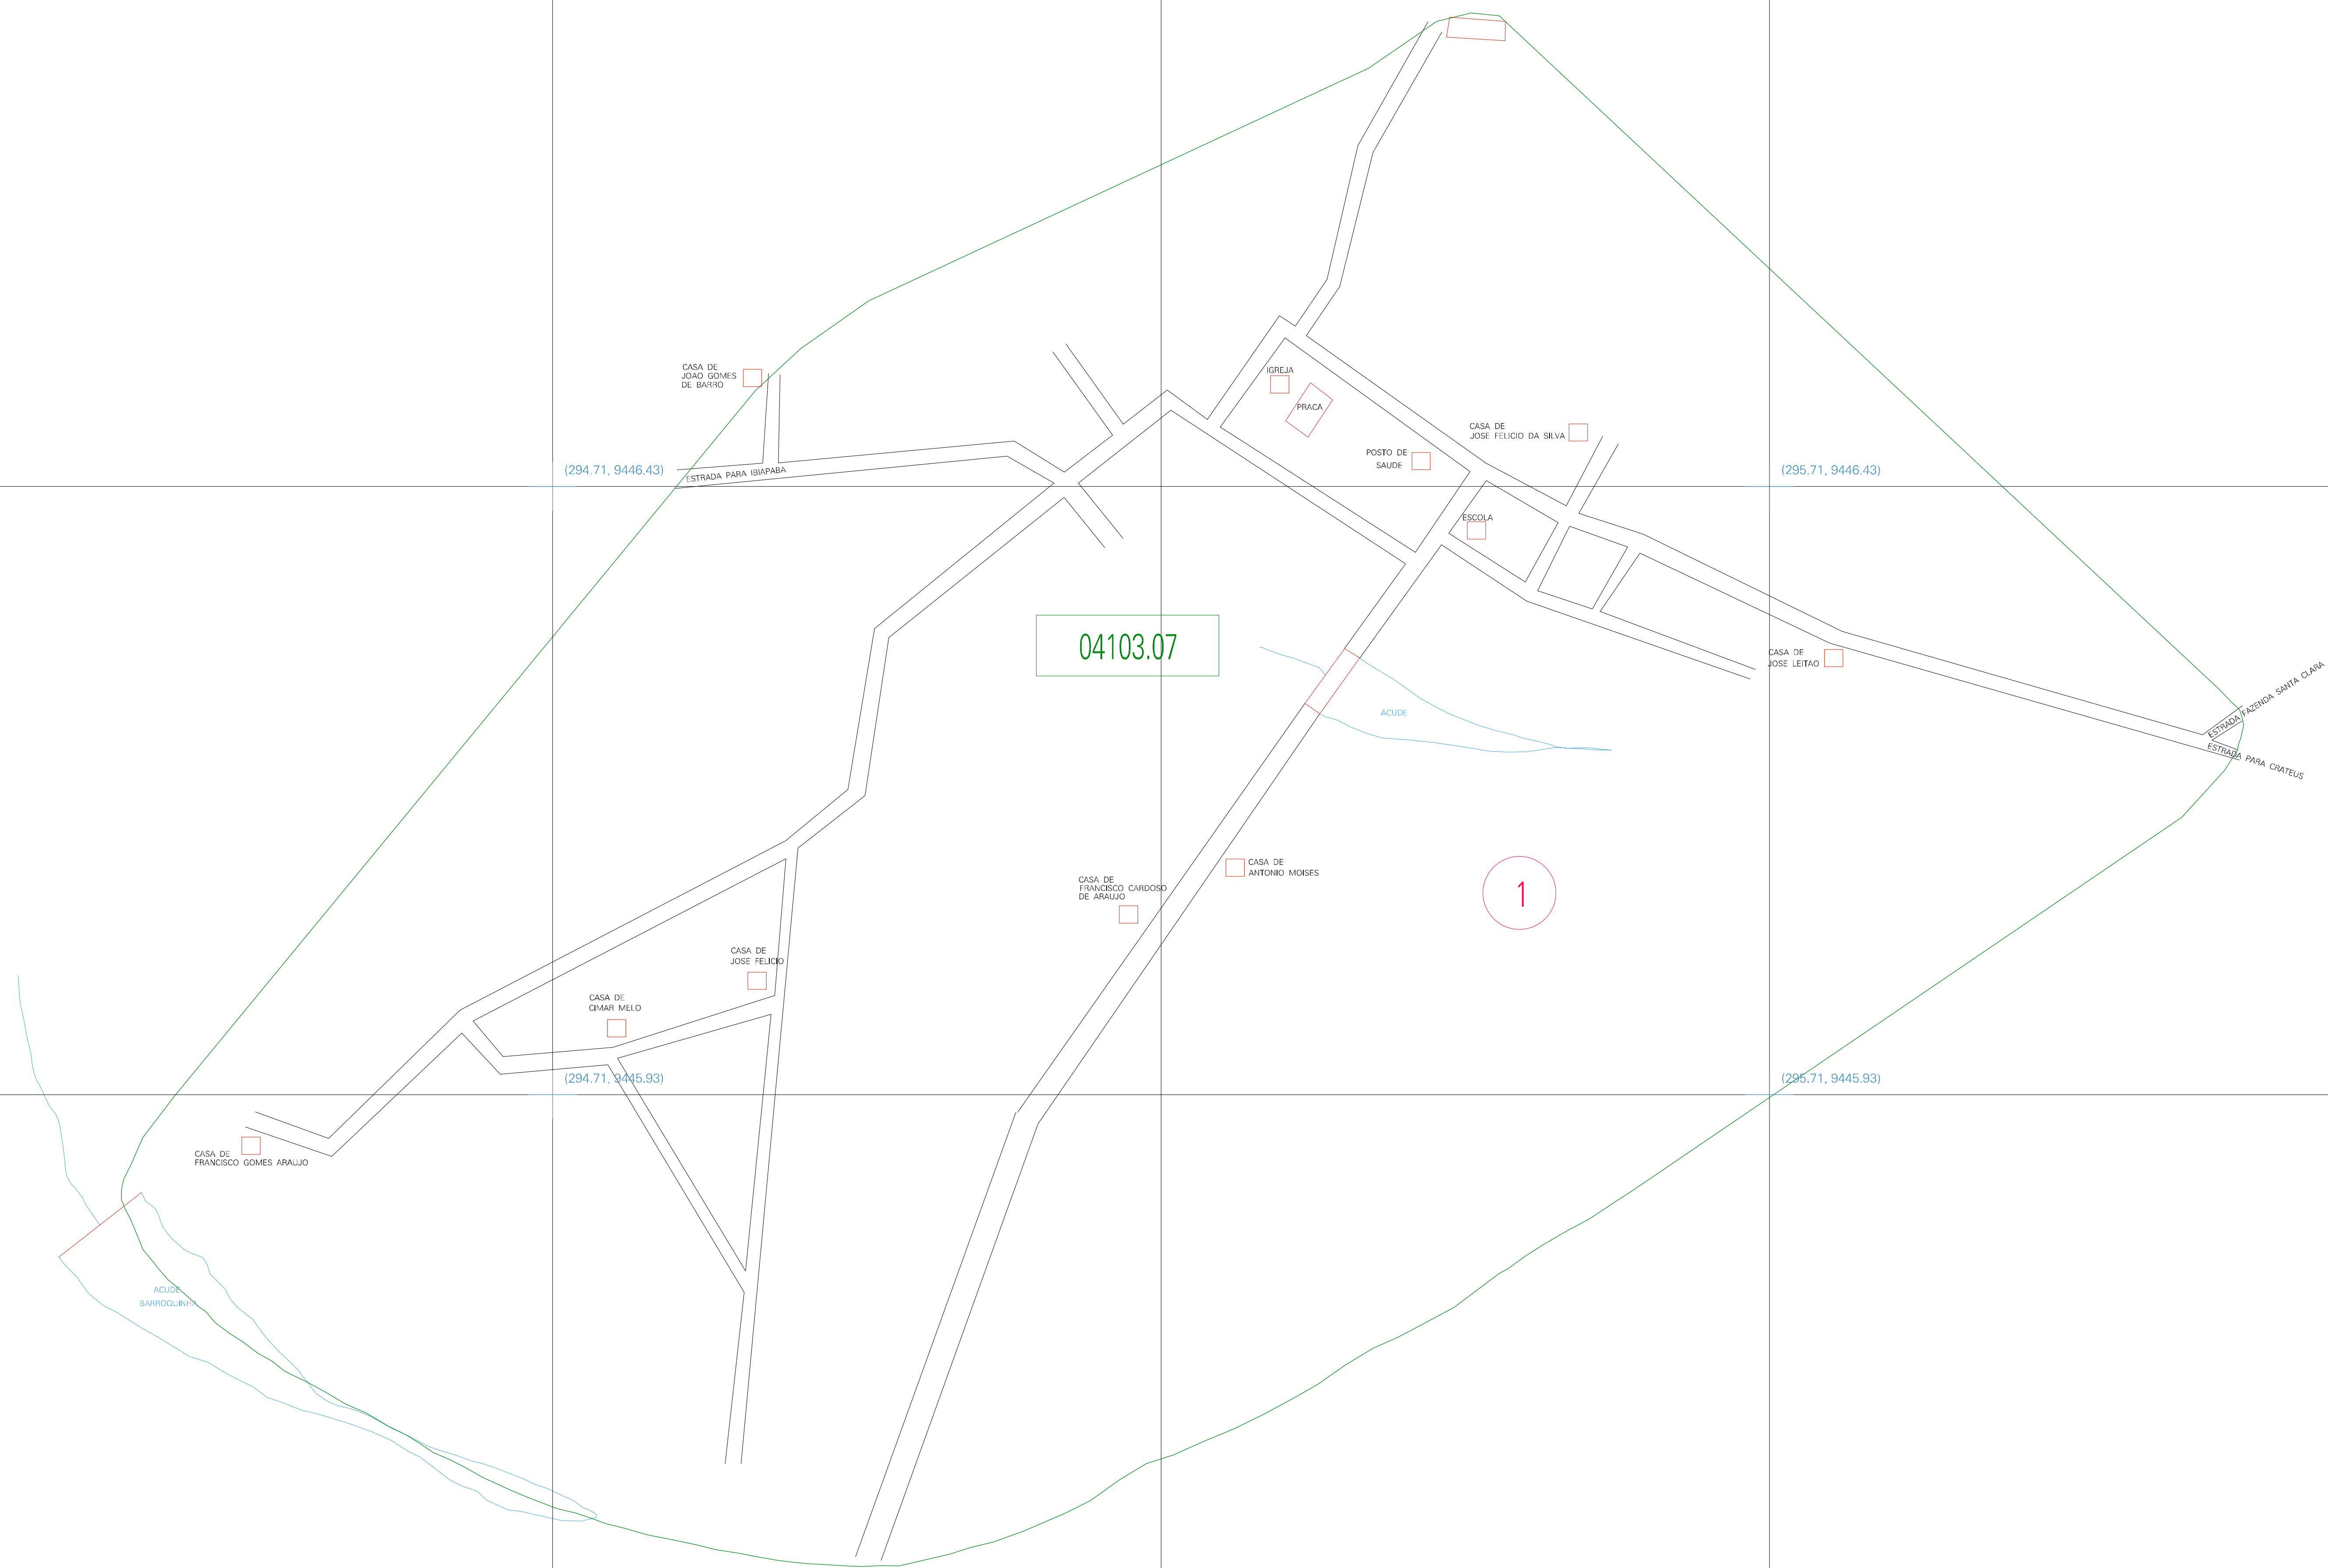 CASA DE
JOAO GOMES
DE BARRO
IGREJA
PRACA
CASA DE
JOSE FELICIO DA SILVA
POSTO DE
SAUDE
(294.71, 9446.43)
ESTRADA PARA IBIAPABA
(295.71, 9446.43)
ESCOLA
04103.07
CASA DE
JOSE LEITAO
ESTRADA FAZENDA SANTA CLARA
ESTRADA PARA CRATEUS
ACUDE
CASA DE
ANTONIO MOISES
CASA DE
FRANCISCO CARDOSO
DE ARAUJO
1
CASA DE
JOSE FELICIO
CASA DE
CIMAR MELO
(294.71, 9445.93)
(295.71, 9445.93)
CASA DE
FRANCISCO GOMES ARAUJO
ACUDE
BARROQUINHA